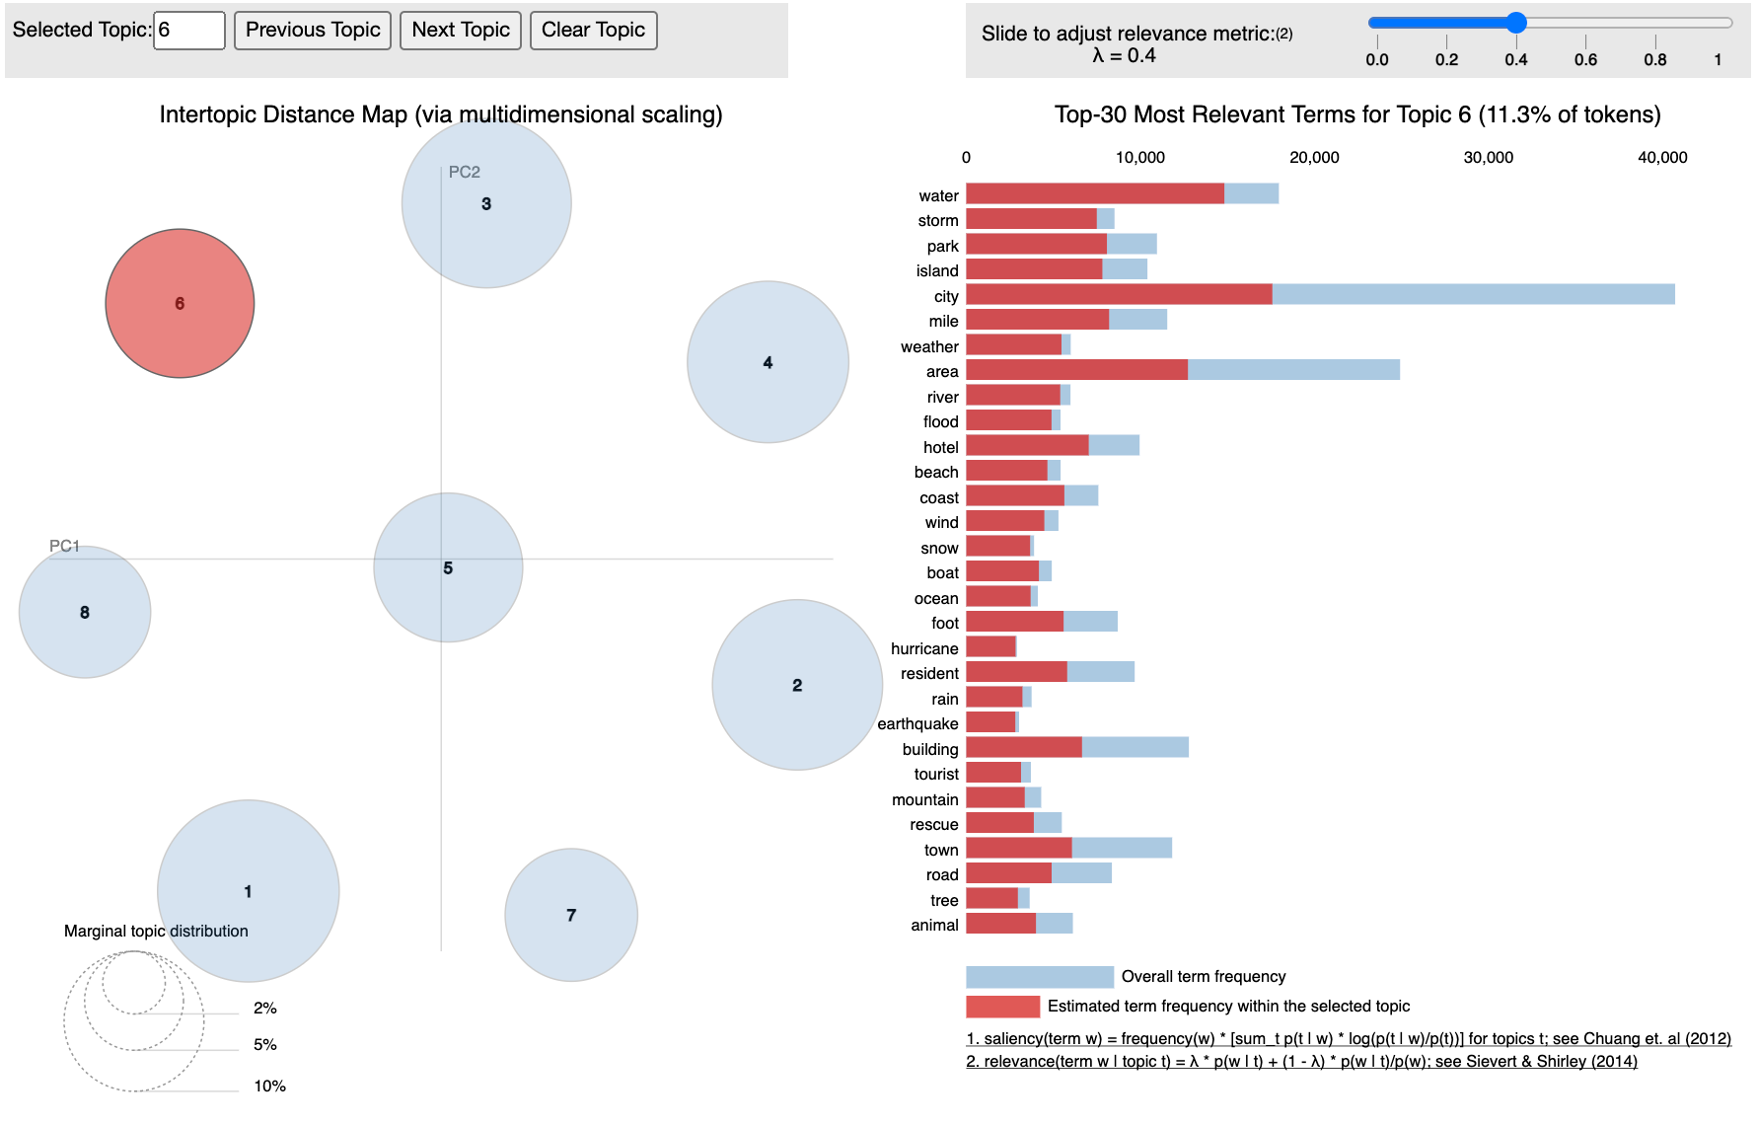 Selected Topic: 6 Previous Topic Next Topic Clear Topic
Slide to adjust relevance metric:(2)
λ = 0.4
0.0 0.2 0.4 0.6 0.8 1
Intertopic Distance Map (via multidimensional scaling)
PC2
PC1
3
6
4
5
8
2
1
7
Marginal topic distribution
2%
5%
10%
Top-30 Most Relevant Terms for Topic 6 (11.3% of tokens)
0 10,000 20,000 30,000 40,000
water
storm
park
island
city
mile
weather
area
river
flood
hotel
beach
coast
wind
snow
boat
ocean
foot
hurricane
resident
rain
earthquake
building
tourist
mountain
rescue
town
road
tree
animal
Overall term frequency
Estimated term frequency within the selected topic
1. saliency(term w) = frequency(w) * [sum_t p(t | w) * log(p(t | w)/p(t))] for topics t; see Chuang et. al (2012)
2. relevance(term w | topic t) = λ * p(w | t) + (1 - λ) * p(w | t)/p(w); see Sievert & Shirley (2014)